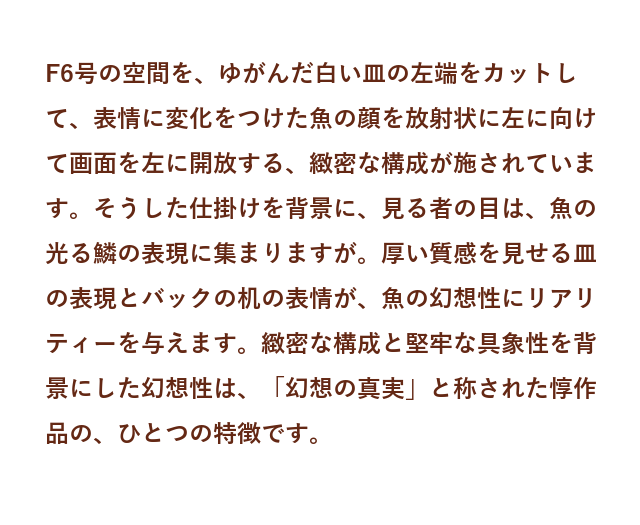 F6号の空間を、ゆがんだ白い皿の左端をカットし
て、表情に変化をつけた魚の顔を放射状に左に向け
て画面を左に開放する、緻密な構成が施されていま
す。そうした仕掛けを背景に、見る者の目は、魚の
光る鱗の表現に集まりますが。厚い質感を見せる皿
の表現とバックの机の表情が、魚の幻想性にリアリ
ティーを与えます。緻密な構成と堅牢な具象性を背
景にした幻想性は、「幻想の真実」と称された惇作
品の、ひとつの特徴です。